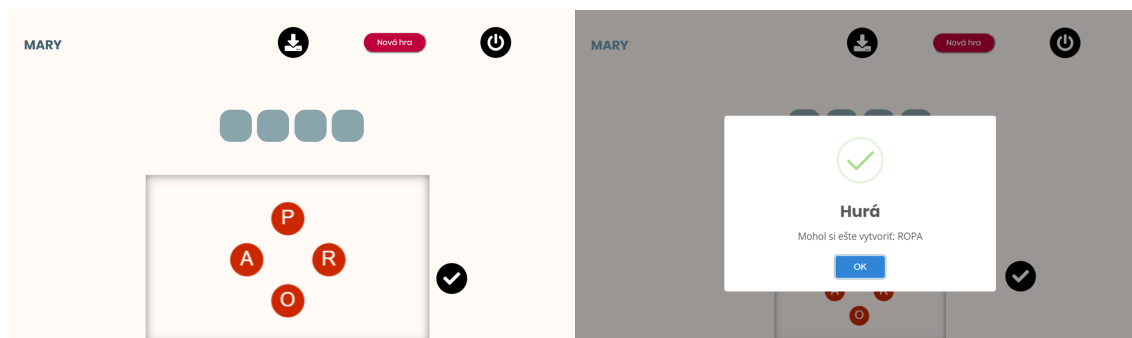 MARY
Nová hra
P
A R
O
MARY
Nová hra
Hurá
Mohol si ešte vytvoriť: ROPA
OK
A R
O